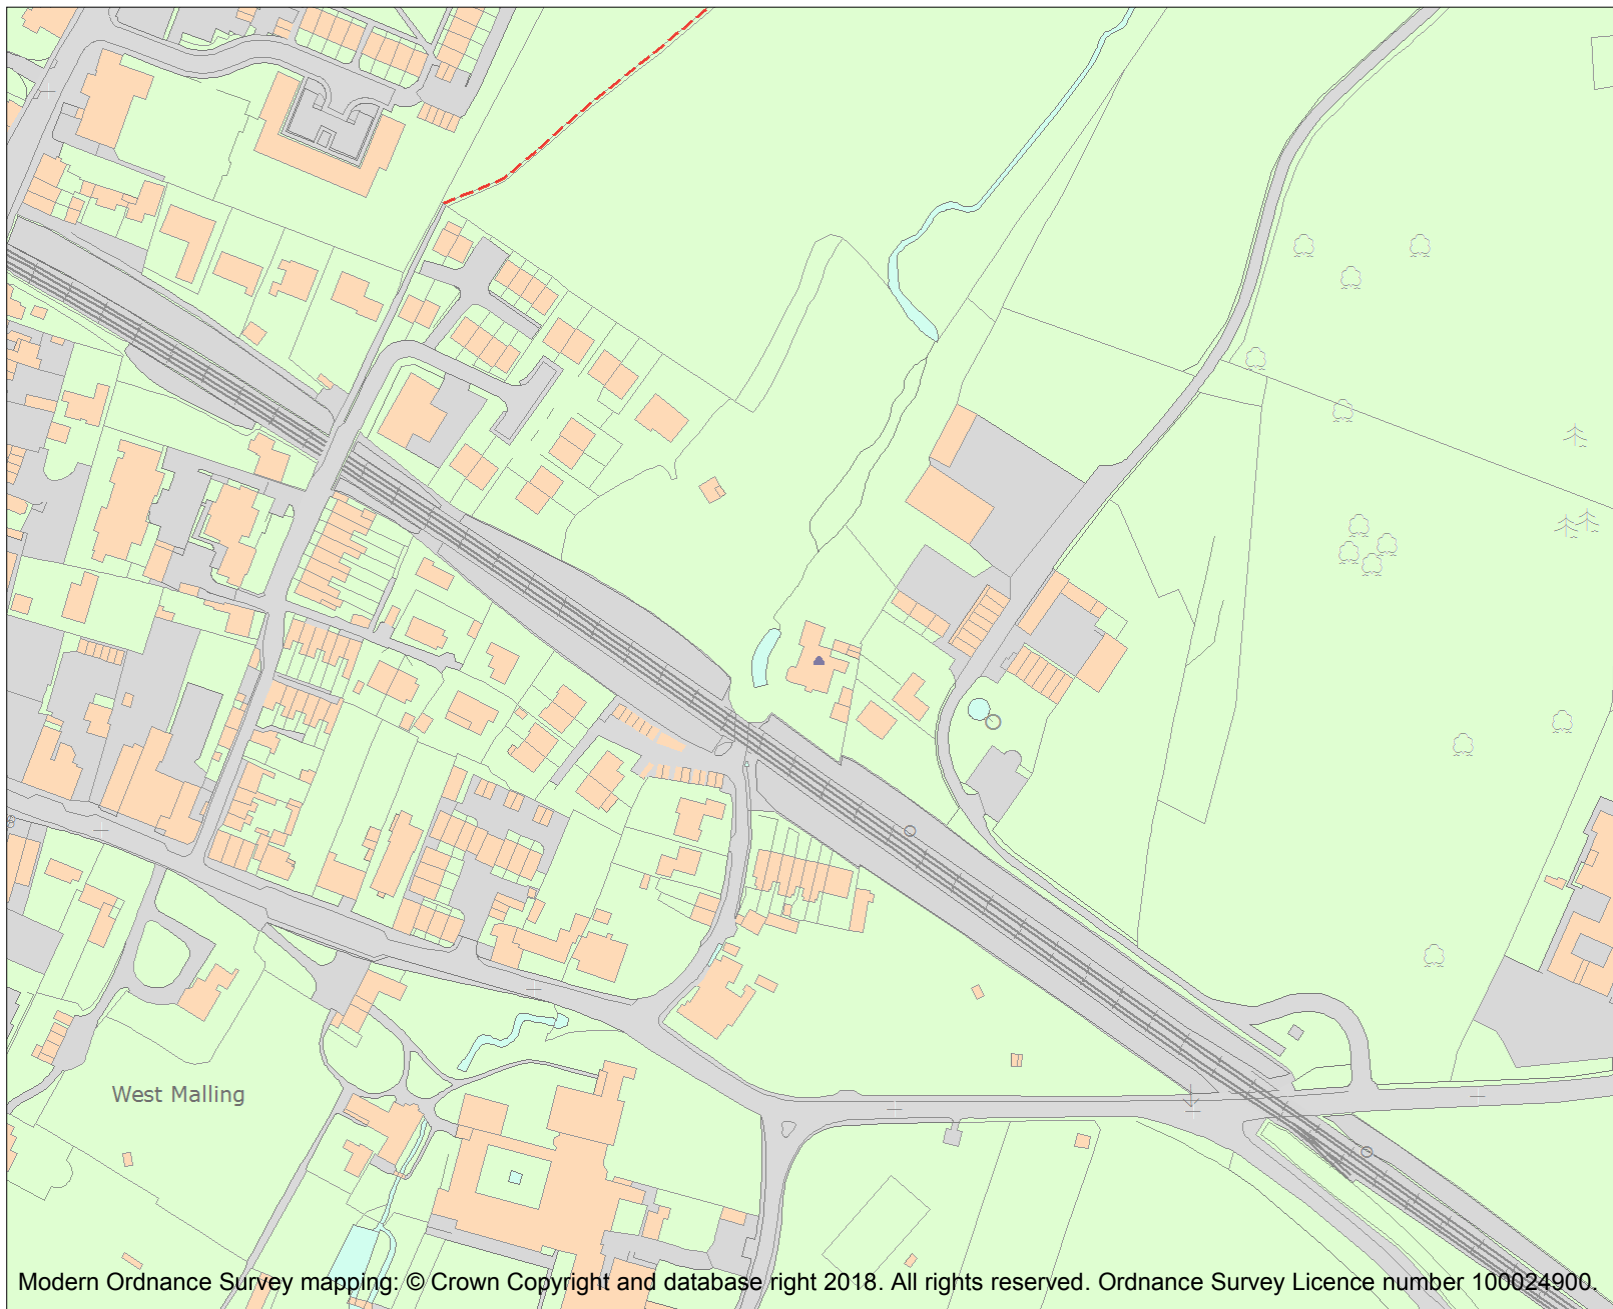 West Malling
Modern Ordnance Survey mapping: © Crown Copyright and database right 2018. All rights reserved. Ordnance Survey Licence number 100024900.